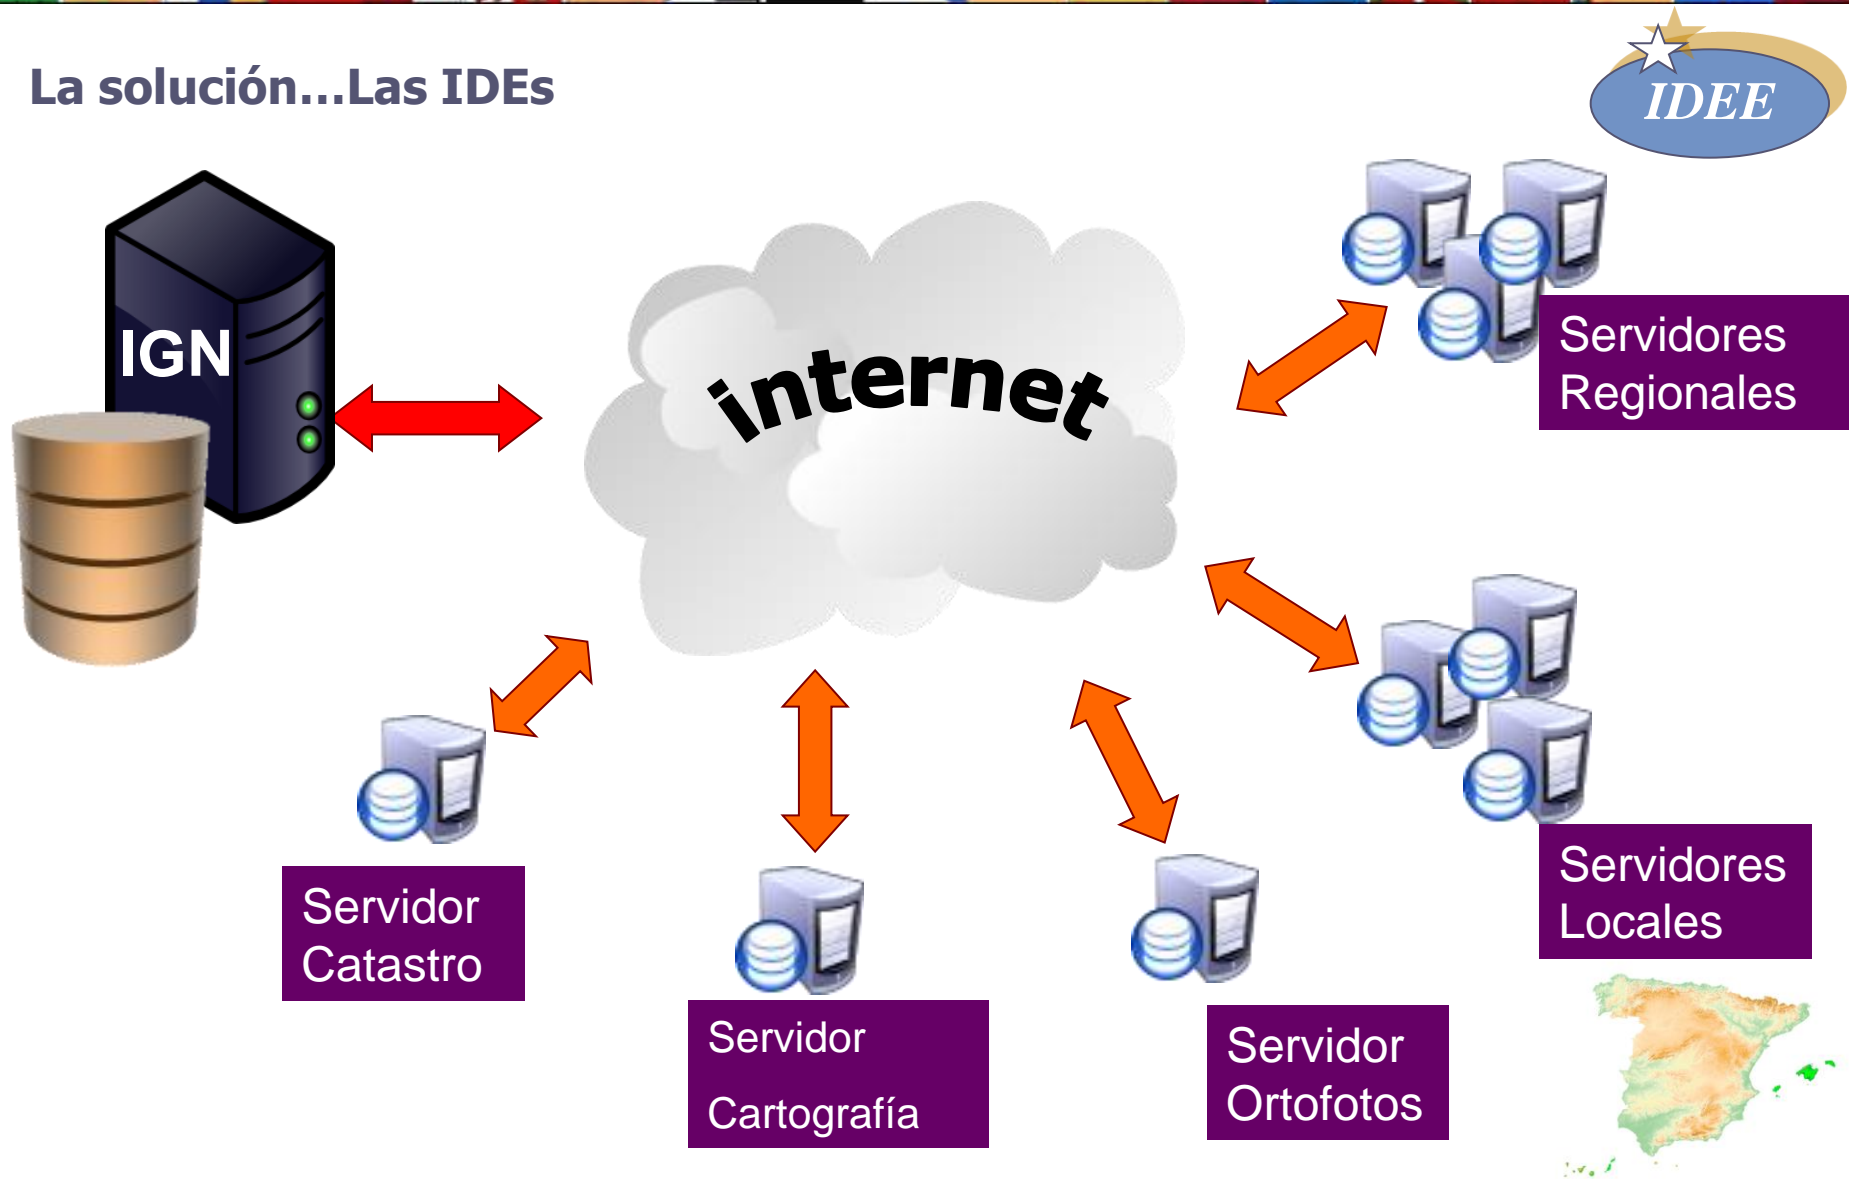 La solución...Las IDEs
IDEE
IGN
internet
Servidores
Regionales
Servidores
Locales
Servidor
Catastro
Servidor
Cartografía
Servidor
Ortofotos